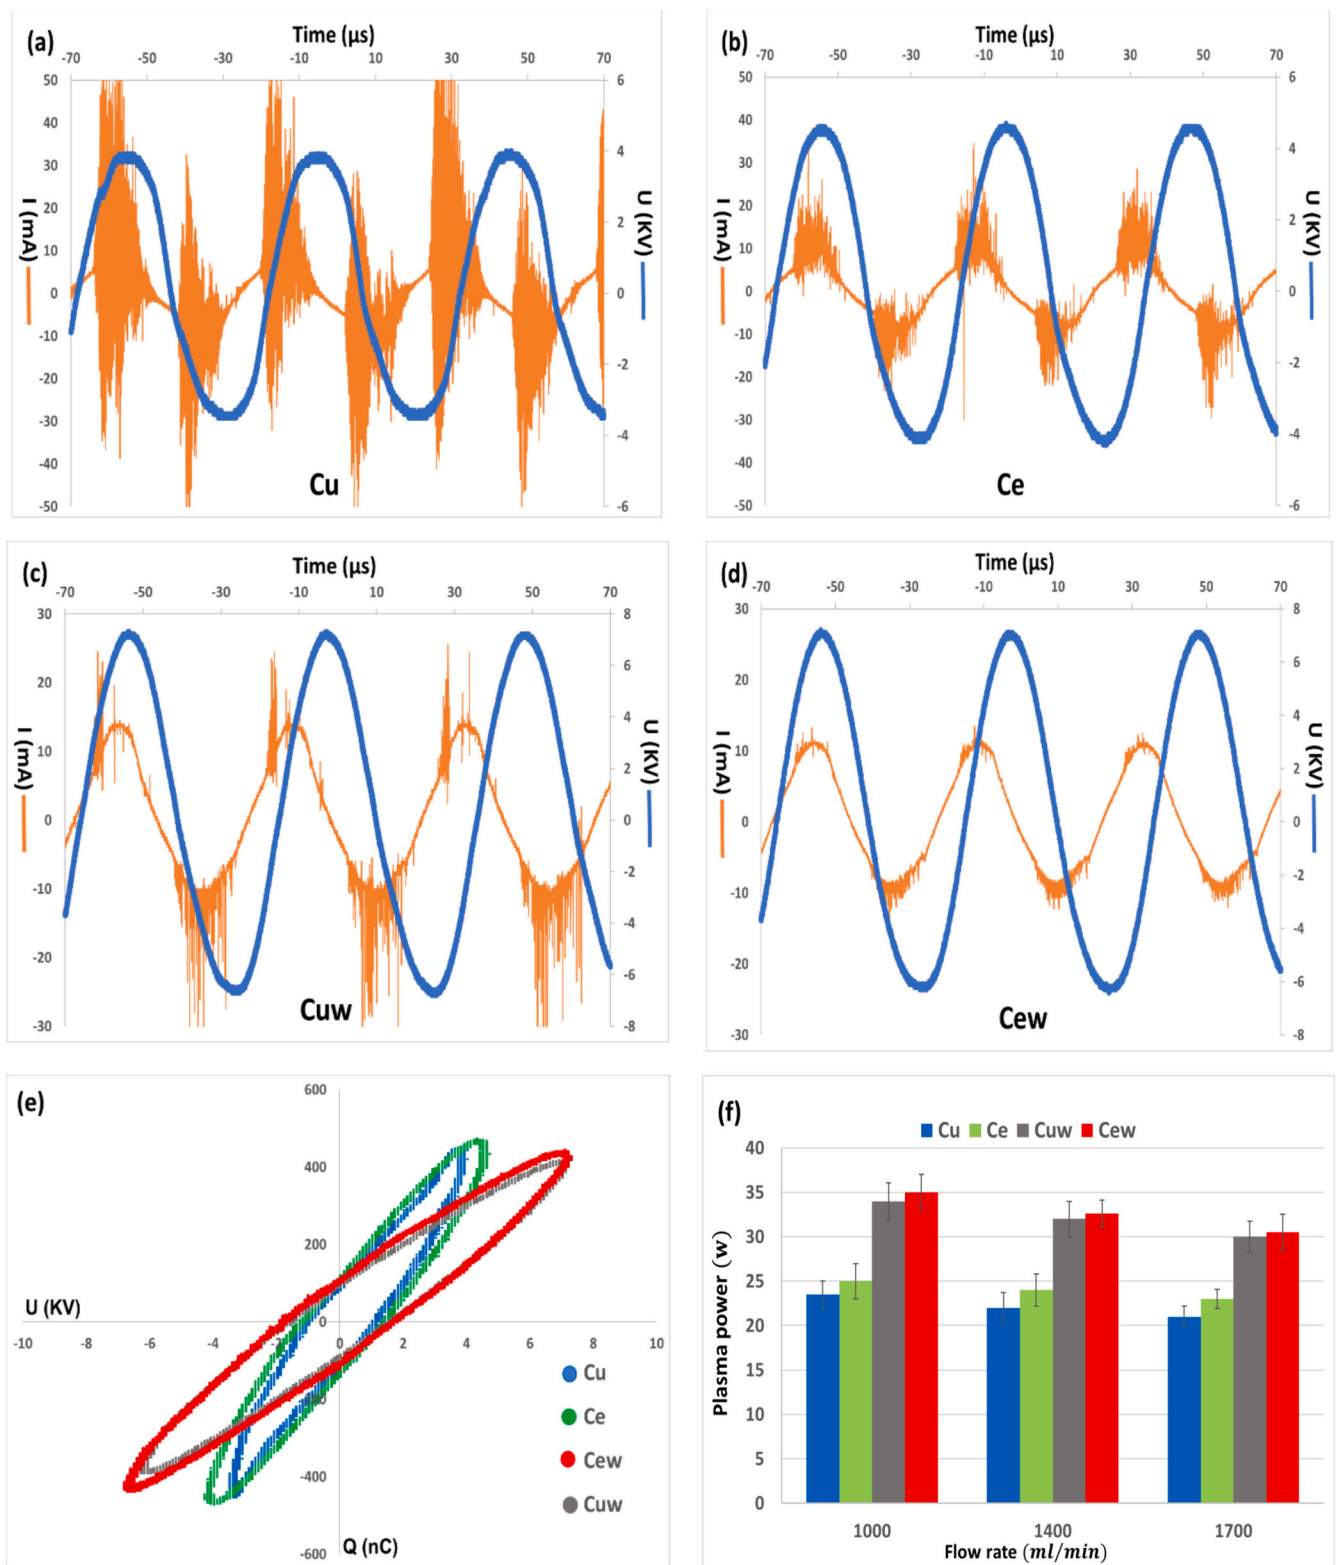 (a)
Time (µs)
-70 -50 -30 -10 10 30 50 70
50 6
40
30 4
20 2
10
0 0
-10
-20 -2
-30 -4
-40
-50 -6
I (mA)
U (KV)
Cu
(b)
Time (µs)
-70 -50 -30 -10 10 30 50 70
50 6
40
30 4
20 2
10
0 0
-10
-20 -2
-30 -4
-40
-50 -6
I (mA)
U (KV)
Ce
(c)
Time (µs)
-70 -50 -30 -10 10 30 50 70
30 8
6
20
4
10 2
0 0
-2
-10
-4
-20
-6
-30 -8
I (mA)
U (KV)
Cuw
(d)
Time (µs)
-70 -50 -30 -10 10 30 50 70
30 8
6
20
4
10 2
0 0
-2
-10
-4
-20
-6
-30 -8
I (mA)
U (KV)
Cew
(e)
600
400
200
U (KV)
0
-10 -8 -6 -4 -2 0 2 4 6 8 10
-400
-600
Q (nC)
Cu
Ce
Cew
Cuw
(f)
Cu Ce Cuw Cew
40
35
30
25
20
15
10
5
0
Plasma power (w)
1000 1400 1700
Flow rate (ml/min)